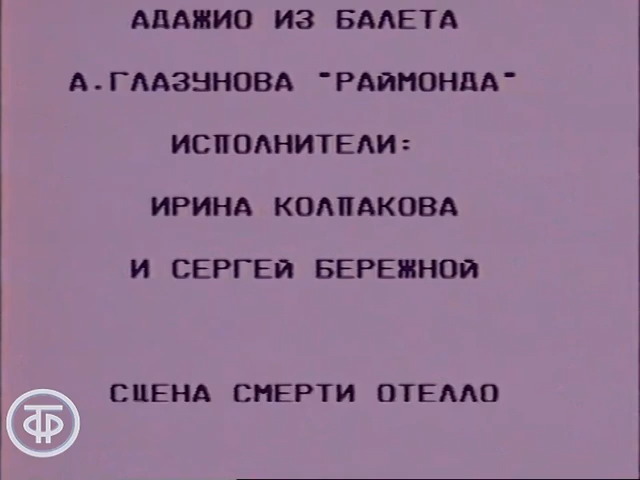 АДАЖИО ИЗ БАЛЕТА
А.ГЛАЗУНОВА "РАЙМОНДА"
ИСПОЛНИТЕЛИ:
ИРИНА КОЛПАКОВА
И СЕРГЕЙ БЕРЕЖНОЙ
СЦЕНА СМЕРТИ ОТЕЛЛО